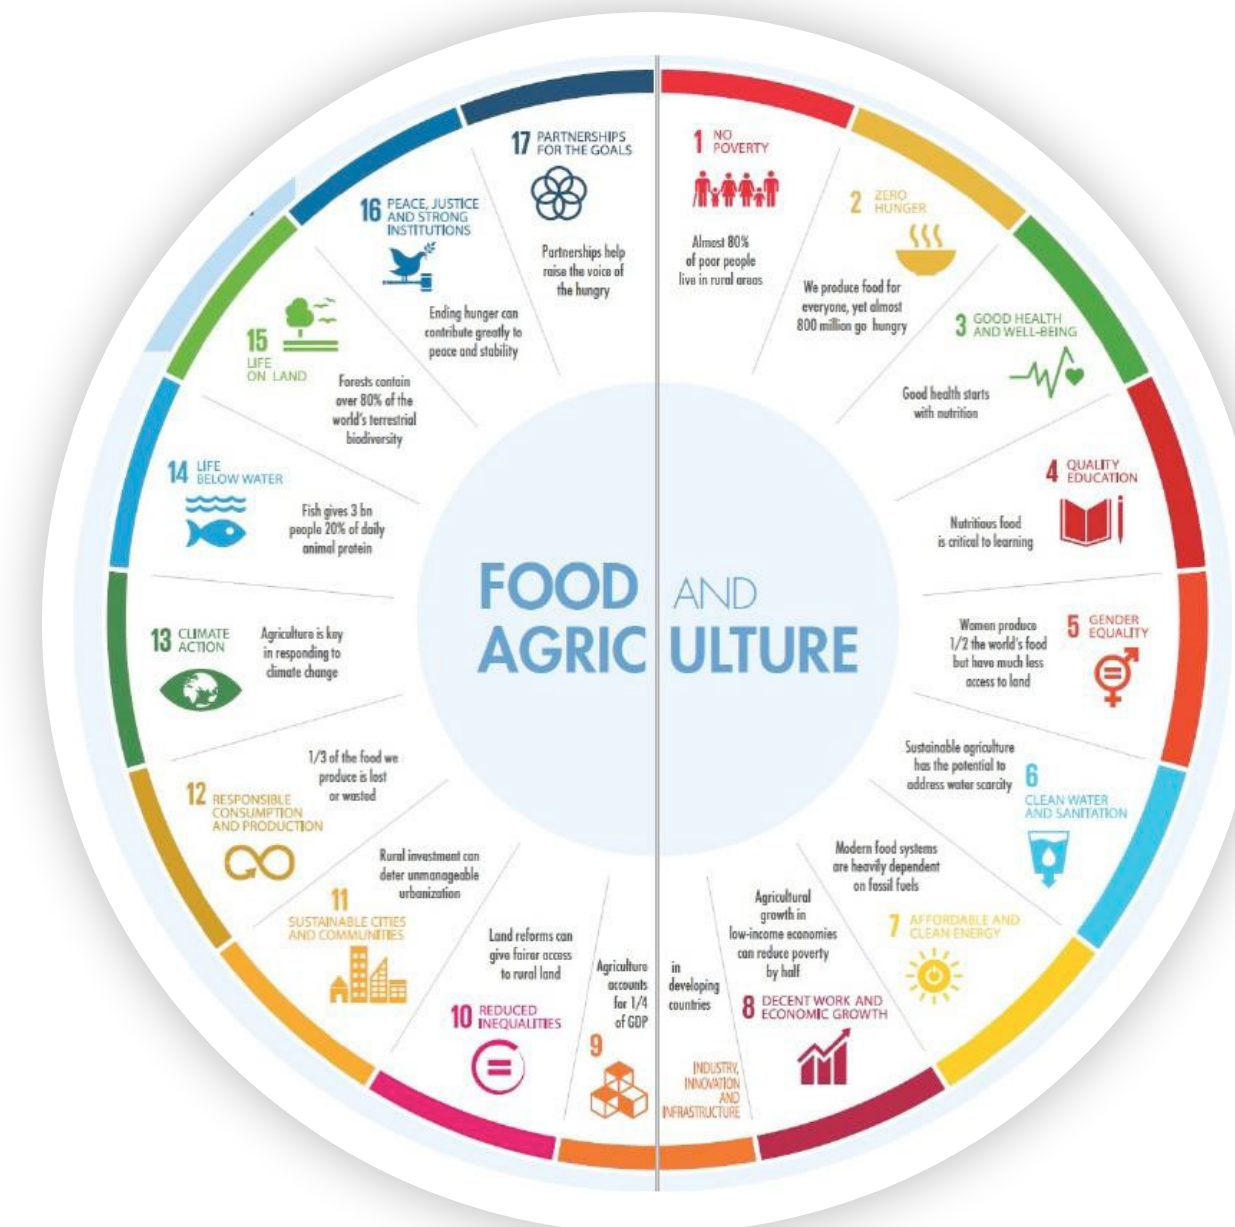 FOOD AND
AGRICULTURE
1 NO
POVERTY
Almost 80%
of poor people
live in rural areas
2 ZERO
HUNGER
We produce food for
everyone, yet almost
800 million go hungry
3 GOOD HEALTH
AND WELL-BEING
Good health starts
with nutrition
4 QUALITY
EDUCATION
Nutritious food
is critical to learning
5 GENDER
EQUALITY
Women produce
1/2 the world's food
but have much less
access to land
6
CLEAN WATER
AND SANITATION
Sustainable agriculture
has the potential to
address water scarcity
7 AFFORDABLE AND
CLEAN ENERGY
Modern food systems
are heavily dependent
on fossil fuels
8 DECENT WORK AND
ECONOMIC GROWTH
Agricultural
growth in
low-income economies
can reduce poverty
by half
9
INDUSTRY,
INNOVATION
AND
INFRASTRUCTURE
Agriculture
accounts
for 1/4
of GDP
in
developing
countries
10 REDUCED
INEQUALITIES
Land reforms can
give fairer access
to rural land
11
SUSTAINABLE CITIES
AND COMMUNITIES
Rural investment can
deter unmanageable
urbanization
12 RESPONSIBLE
CONSUMPTION
AND PRODUCTION
1/3 of the food we
produce is lost
or wasted
13 CLIMATE
ACTION
Agriculture is key
in responding to
climate change
14 LIFE
BELOW WATER
Fish gives 3 bn
people 20% of daily
animal protein
15
LIFE
ON LAND
Forests contain
over 80% of the
world's terrestrial
biodiversity
16 PEACE, JUSTICE
AND STRONG
INSTITUTIONS
Ending hunger can
contribute greatly to
peace and stability
17 PARTNERSHIPS
FOR THE GOALS
Partnerships help
raise the voice of
the hungry